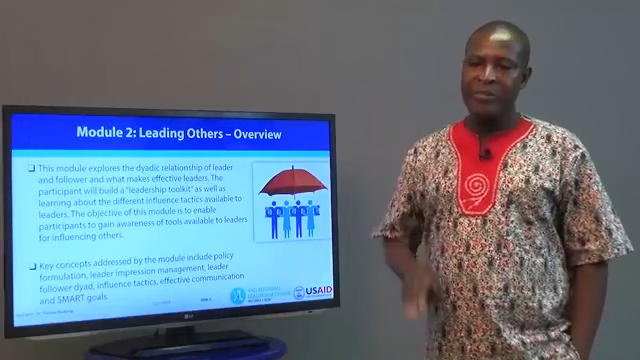 Module 2: Leading Others – Overview
This module explores the dyadic relationship of leader
and follower and what makes effective leaders. The
participant will build a "leadership toolkit" as well as
learning about the different influence tactics available to
leaders. The objective of this module is to enable
participants to gain awareness of tools available to leaders
for influencing others.
Key concepts addressed by the module include policy
formulation, leader impression management, leader
follower dyad, influence tactics, effective communication
and SMART goals.
USAID
LG